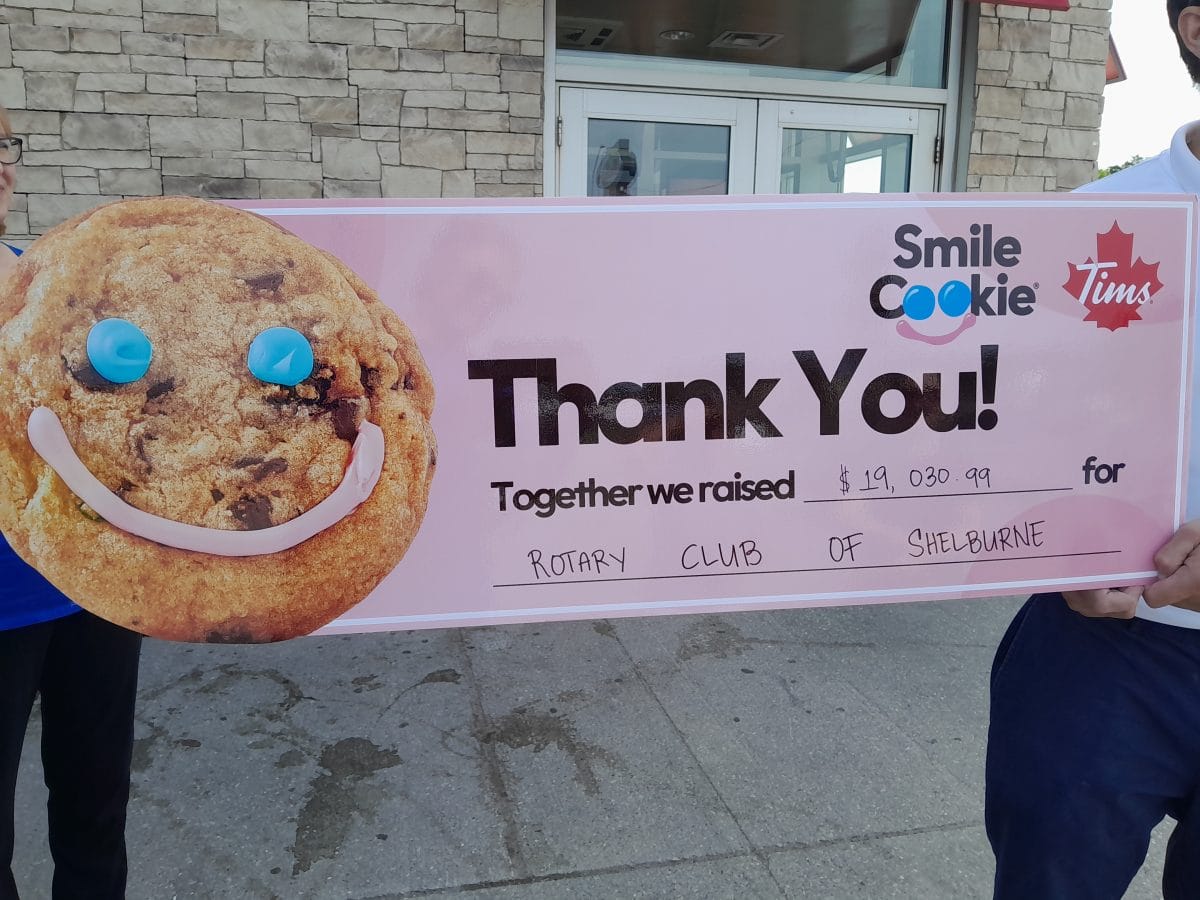 Smile
Cookie®
Tims
Thank You!
Together we raised $ 19, 030.99 for
ROTARY CLUB OF SHELBURNE